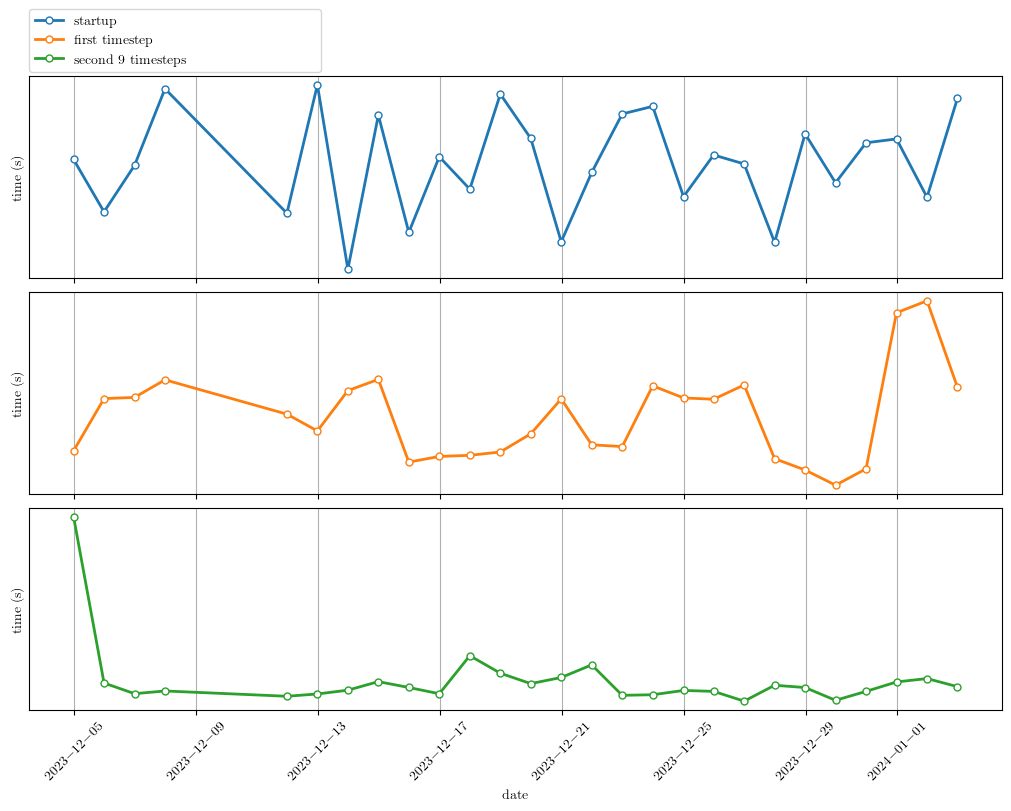 startup
first timestep
second 9 timesteps
time (s)
time (s)
time (s)
2023−12−05
2023−12−09
2023−12−13
2023−12−17
2023−12−21
2023−12−25
2023−12−29
2024−01−01
date